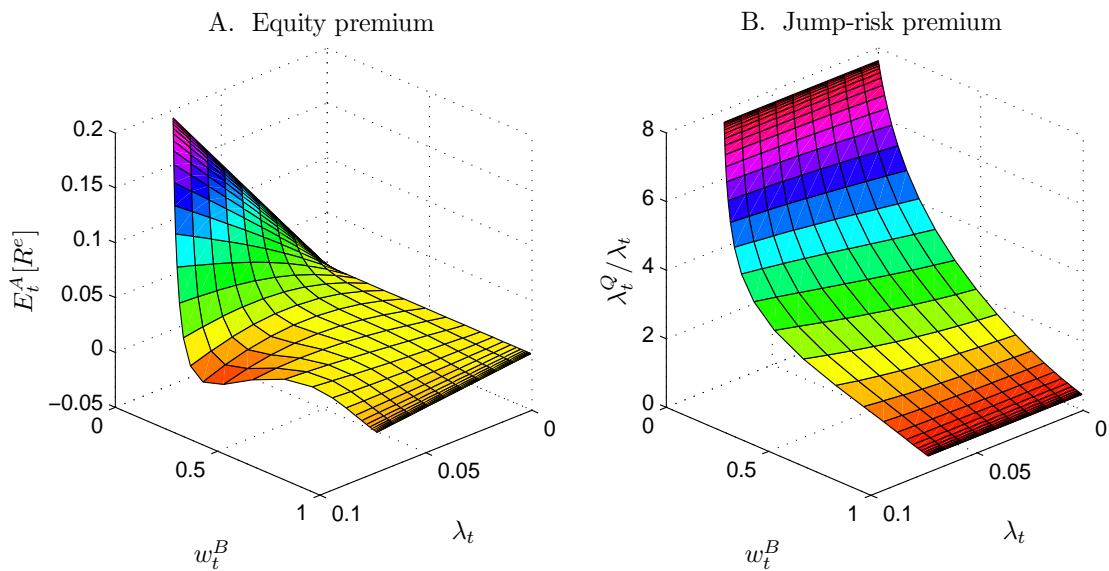 A. Equity premium
0.2
0.15
0.1
0.05
0
−0.05
E_t^A[R^e]
0
0.5
1
w_t^B
0.1
0.05
0
λ_t
B. Jump-risk premium
8
6
4
2
0
λ_t^Q/λ_t
0
0.5
1
w_t^B
0.1
0.05
0
λ_t